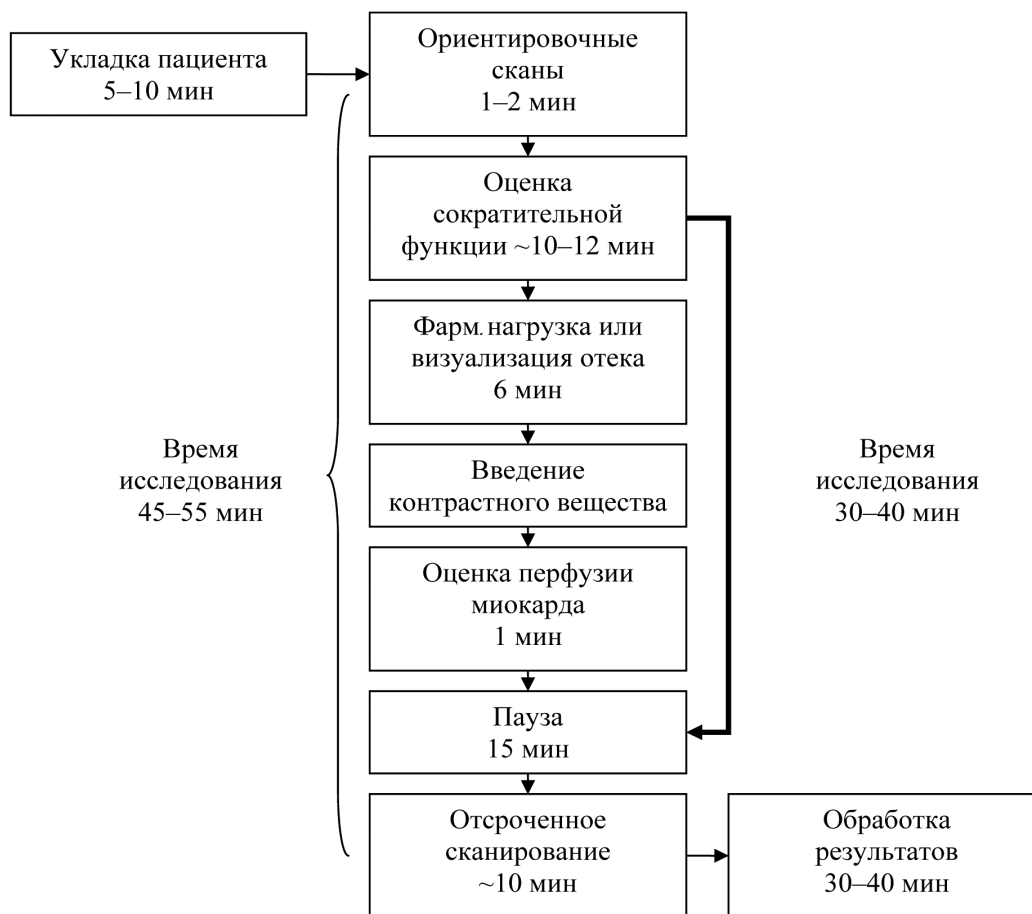 Укладка пациента
5–10 мин
Ориентировочные
сканы
1–2 мин
Оценка
сократительной
функции ~10–12 мин
Фарм. нагрузка или
визуализация отека
6 мин
Время
исследования
45–55 мин
Введение
контрастного вещества
Время
исследования
30–40 мин
Оценка перфузии
миокарда
1 мин
Пауза
15 мин
Отсроченное
сканирование
~10 мин
Обработка
результатов
30–40 мин